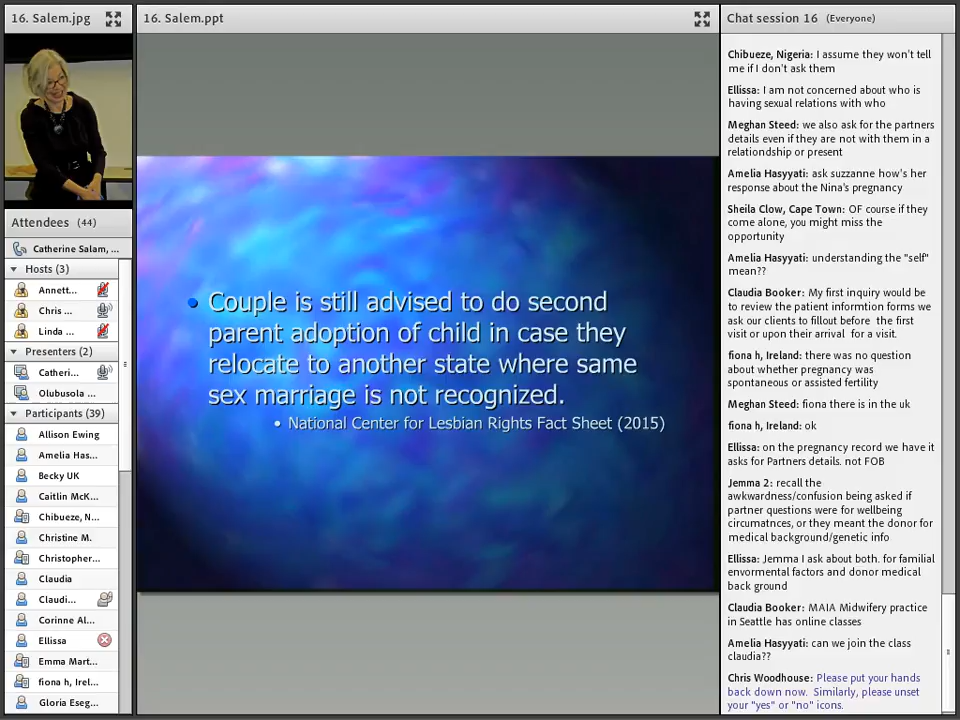 16. Salem.jpg
Attendees (44)
Catherine Salam, ...
Hosts (3)
Annett...
Chris ...
Linda ...
Presenters (2)
Catheri...
Olubusola ...
Participants (39)
Allison Ewing
Amelia Has...
Becky UK
Caitlin McK...
Chibueze, N...
Christine M.
Christopher...
Claudia
Claudi...
Corinne Al...
Ellissa
Emma Mart...
fiona h, Irel...
Gloria Eseg...
16. Salem.ppt
• Couple is still advised to do second
parent adoption of child in case they
relocate to another state where same
sex marriage is not recognized.
• National Center for Lesbian Rights Fact Sheet (2015)
Chat session 16 (Everyone)
Chibueze, Nigeria: I assume they won't tell
me if I don't ask them
Ellissa: I am not concerned about who is
having sexual relations with who
Meghan Steed: we also ask for the partners
details even if they are not with them in a
relationship or present
Amelia Hasyyati: ask suzzanne how's her
response about the Nina's pregnancy
Sheila Clow, Cape Town: OF course if they
come alone, you might miss the
opportunity
Amelia Hasyyati: understanding the "self"
mean??
Claudia Booker: My first inquiry would be
to review the patient informtion forms we
ask our clients to fillout before the first
visit or upon their arrival for a visit.
fiona h, Ireland: there was no question
about whether pregnancy was
spontaneous or assisted fertility
Meghan Steed: fiona there is in the uk
fiona h, Ireland: ok
Ellissa: on the pregnancy record we have it
asks for Partners details. not FOB
Jemma 2: recall the
awkwardness/confusion being asked if
partner questions were for wellbeing
circumatnces, or they meant the donor for
medical background/genetic info
Ellissa: Jemma I ask about both. for familial
envormental factors and donor medical
back ground
Claudia Booker: MAIA Midwifery practice
in Seattle has online classes
Amelia Hasyyati: can we join the class
claudia??
Chris Woodhouse: Please put your hands
back down now. Similarly, please unset
your "yes" or "no" icons.